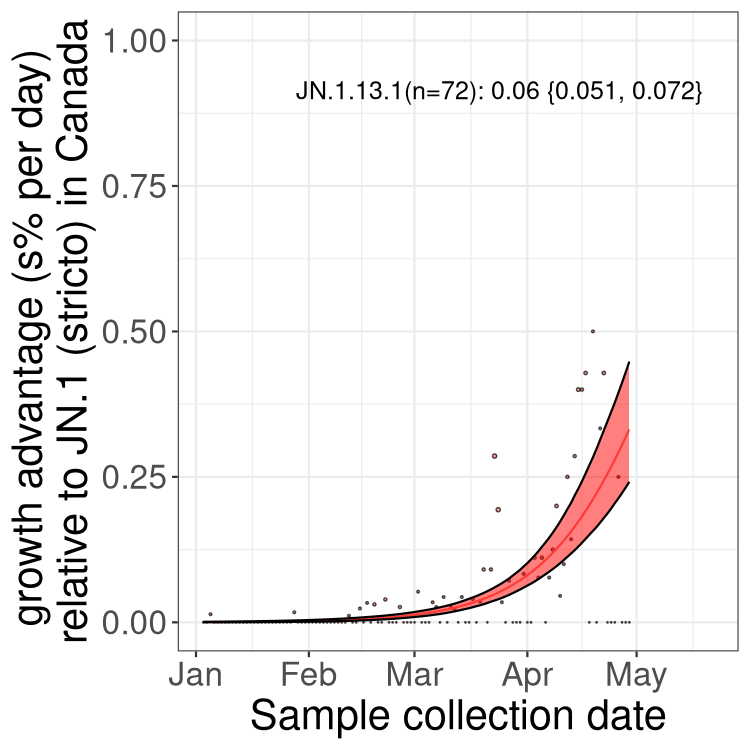 growth advantage (s% per day)
relative to JN.1 (stricto) in Canada
1.00
JN.1.13.1(n=72): 0.06 {0.051, 0.072}
0.75
0.50
0.25
0.00
Jan Feb Mar Apr May
Sample collection date